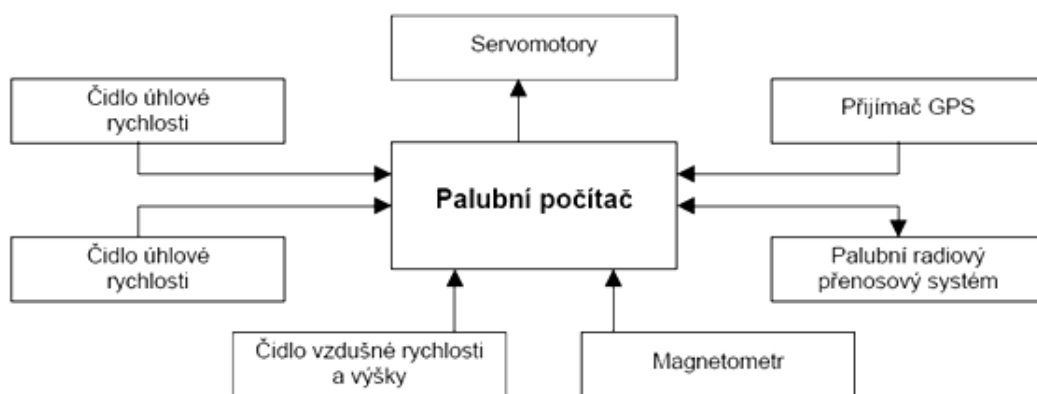 Servomotory
Čidlo úhlové
rychlosti
Přijímač GPS
Palubní počítač
Čidlo úhlové
rychlosti
Palubní radiový
přenosový systém
Čidlo vzdušné rychlosti
a výšky
Magnetometr